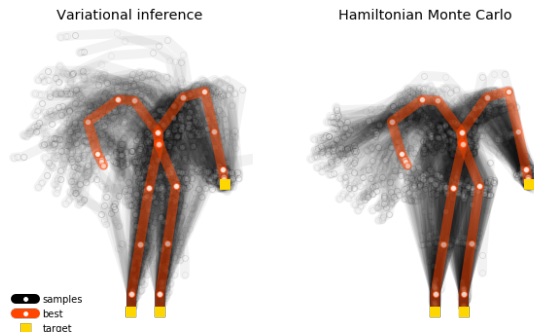 Variational inference
Hamiltonian Monte Carlo
samples
best
target